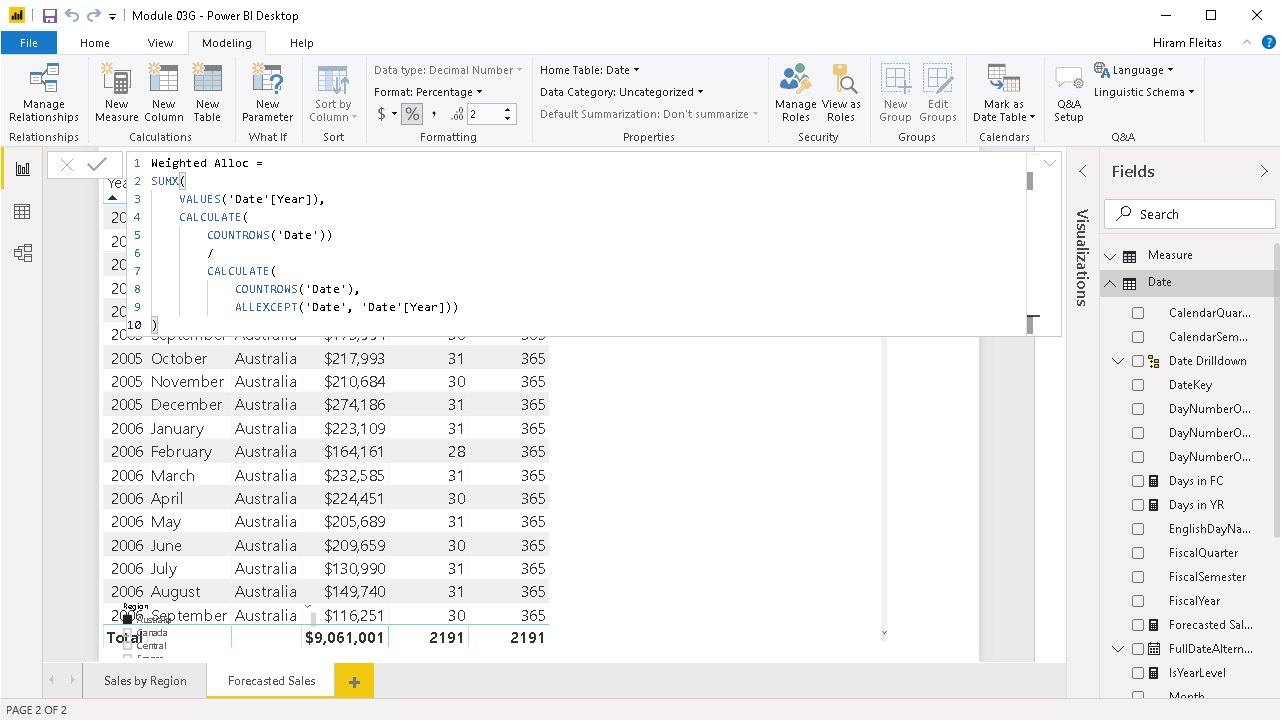 Module 03G - Power BI Desktop
File Home View Modeling Help Hiram Fleitas
Manage Relationships
Relationships
New Measure New Column New Table
Calculations
New Parameter
What If
Sort by Column
Sort
Data type: Decimal Number
Format: Percentage
$ % , .00 2
Formatting
Home Table: Date
Data Category: Uncategorized
Default Summarization: Don't summarize
Properties
Manage Roles View as Roles
Security
New Group Edit Groups
Groups
Mark as Date Table
Calendars
Q&A Setup
Language
Linguistic Schema
Q&A
1 Weighted Alloc =
2 SUMX(
3 VALUES('Date'[Year]),
4 CALCULATE(
5 COUNTROWS('Date'))
6 /
7 CALCULATE(
8 COUNTROWS('Date'),
9 ALLEXCEPT('Date', 'Date'[Year]))
10 )
2005 October Australia $217,993 31 365
2005 November Australia $210,684 30 365
2005 December Australia $274,186 31 365
2006 January Australia $223,109 31 365
2006 February Australia $164,161 28 365
2006 March Australia $232,585 31 365
2006 April Australia $224,451 30 365
2006 May Australia $205,689 31 365
2006 June Australia $209,659 30 365
2006 July Australia $130,990 31 365
2006 August Australia $149,740 31 365
2006 September Australia $116,251 30 365
Total $9,061,001 2191 2191
Region
Australia
Canada
Central
Visualizations
Fields
Search
Measure
Date
CalendarQuar...
CalendarSem...
Date Drilldown
DateKey
DayNumberO...
DayNumberO...
DayNumberO...
Days in FC
Days in YR
EnglishDayNa...
FiscalQuarter
FiscalSemester
FiscalYear
Forecasted Sal...
FullDateAltern...
IsYearLevel
Month
Sales by Region Forecasted Sales
PAGE 2 OF 2